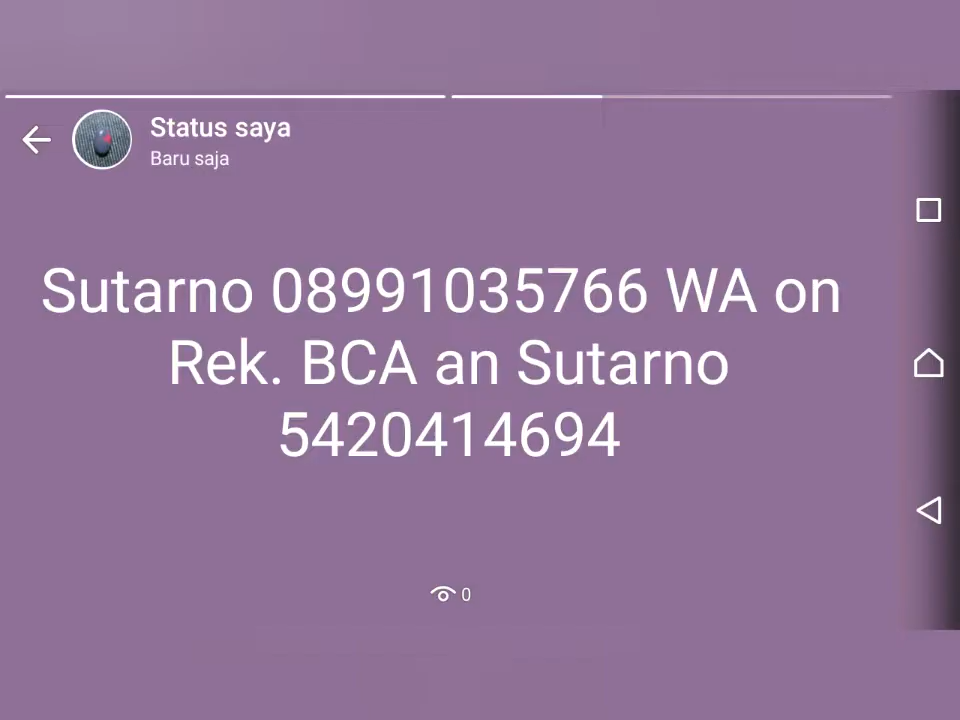 Status saya
Baru saja
Sutarno 08991035766 WA on
Rek. BCA an Sutarno
5420414694
0